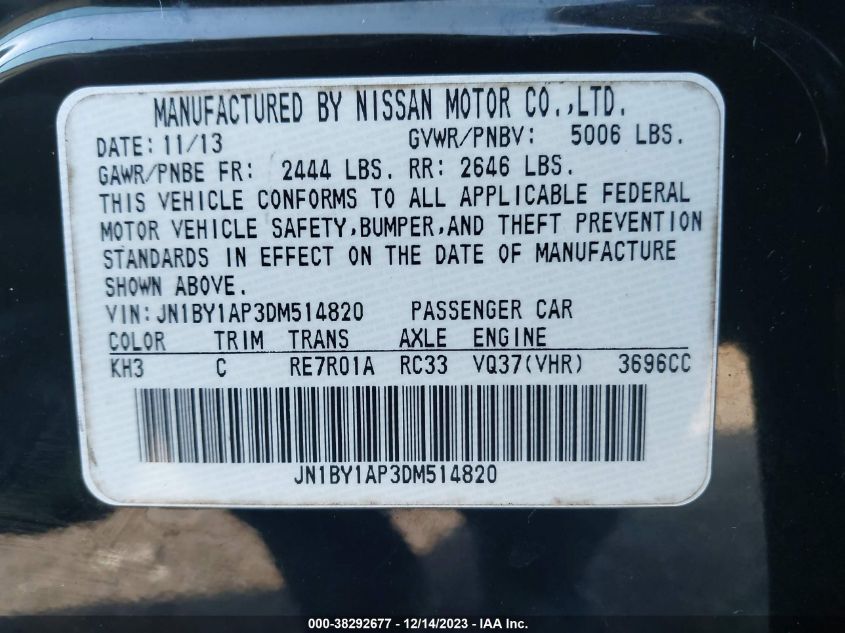 MANUFACTURED BY NISSAN MOTOR CO.,LTD.
DATE: 11/13 GVWR/PNBV: 5006 LBS.
GAWR/PNBE FR: 2444 LBS. RR: 2646 LBS.
THIS VEHICLE CONFORMS TO ALL APPLICABLE FEDERAL
MOTOR VEHICLE SAFETY,BUMPER,AND THEFT PREVENTION
STANDARDS IN EFFECT ON THE DATE OF MANUFACTURE
SHOWN ABOVE.
VIN:JN1BY1AP3DM514820 PASSENGER CAR
COLOR TRIM TRANS AXLE ENGINE
KH3 C RE7R01A RC33 VQ37(VHR) 3696CC
JN1BY1AP3DM514820
000-38292677 - 12/14/2023 - IAA Inc.